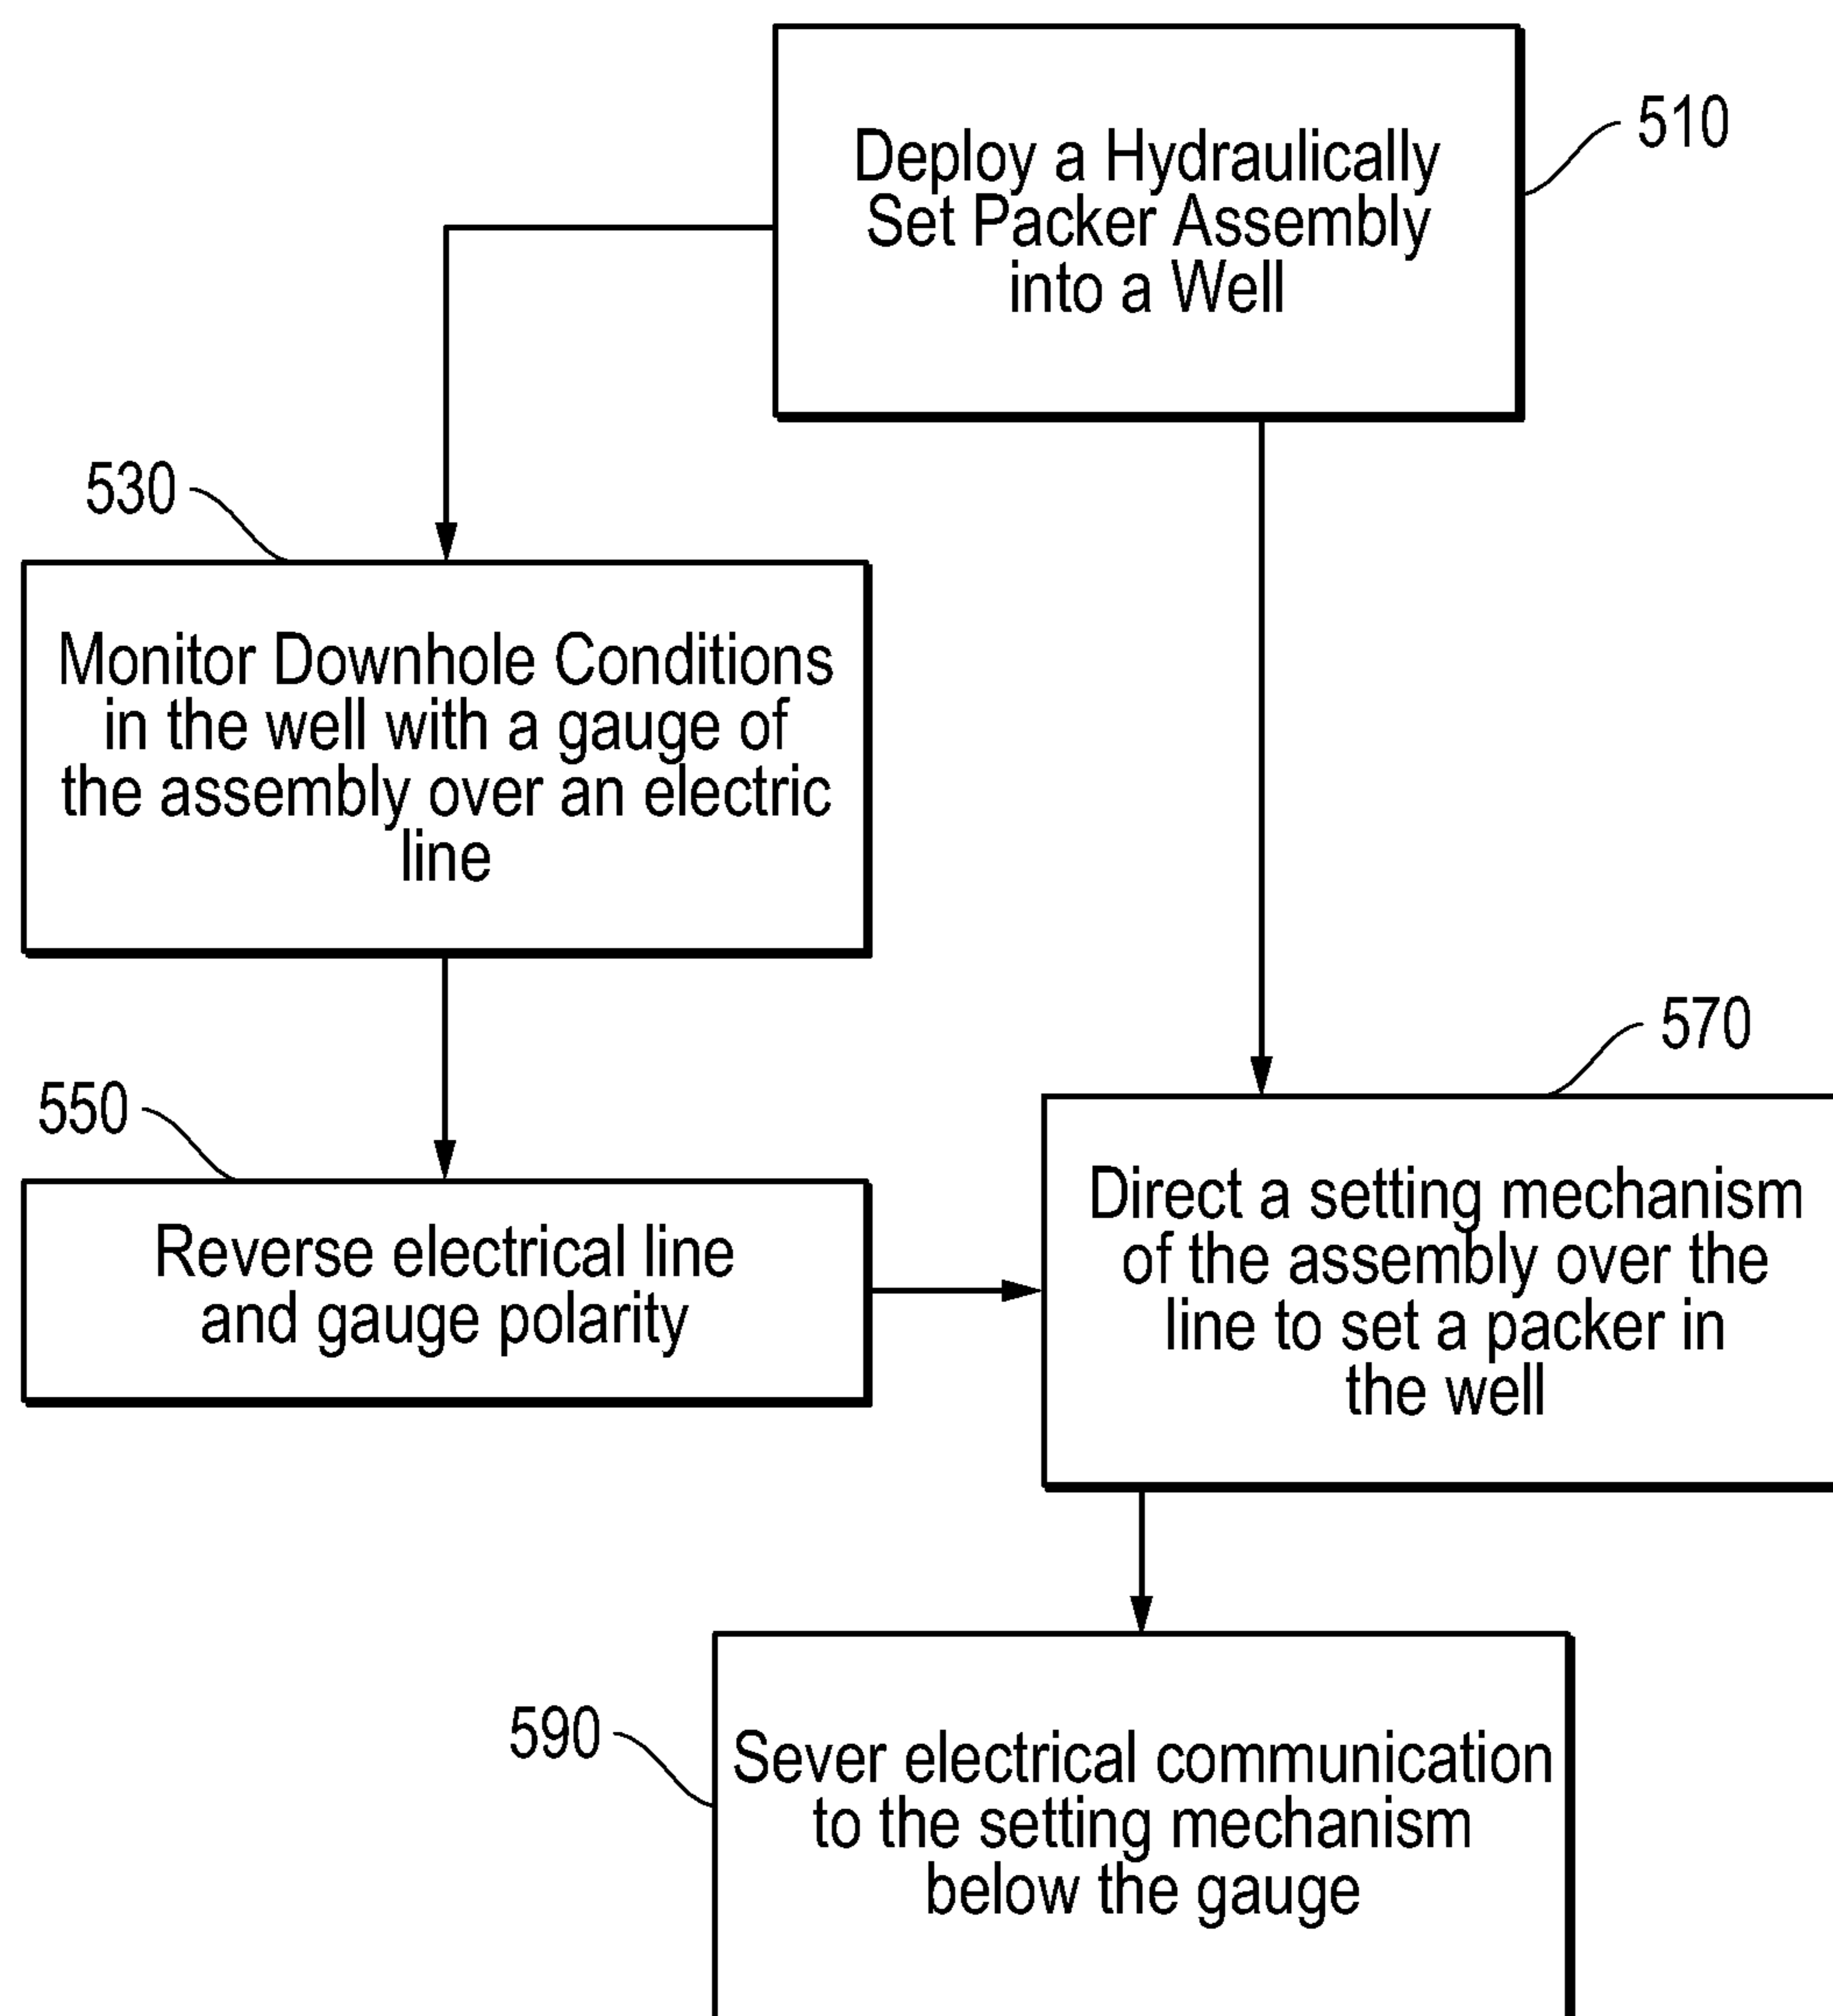 510
Deploy a Hydraulically
Set Packer Assembly
into a Well
530
Monitor Downhole Conditions
in the well with a gauge of
the assembly over an electric
line
550
Reverse electrical line
and gauge polarity
570
Direct a setting mechanism
of the assembly over the
line to set a packer in
the well
590
Sever electrical communication
to the setting mechanism
below the gauge